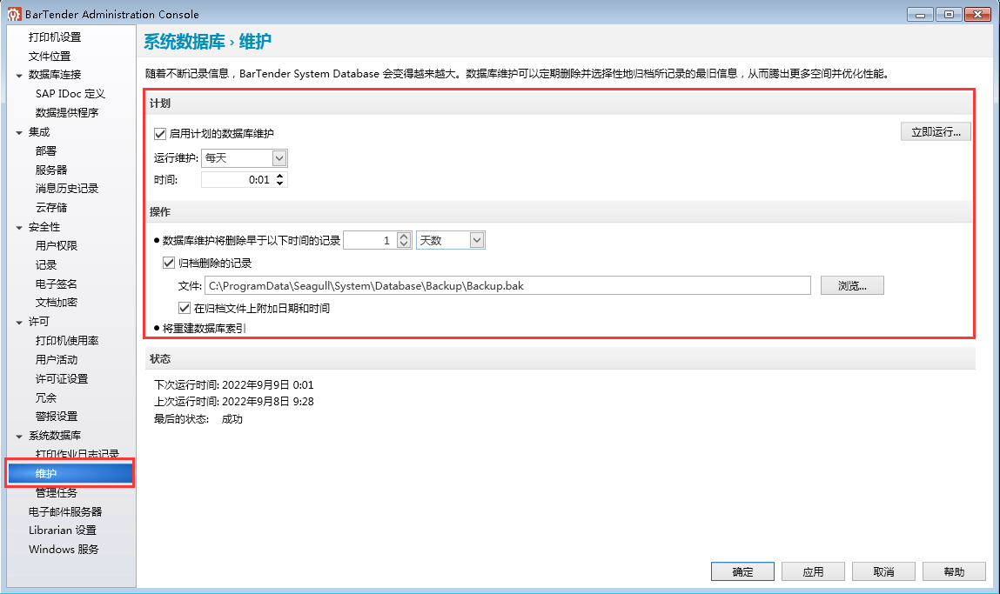 BarTender Administration Console
打印机设置
文件位置
数据库连接
SAP IDoc 定义
数据提供程序
集成
部署
服务器
消息历史记录
云存储
安全性
用户权限
记录
电子签名
文档加密
许可
打印机使用率
用户活动
许可证设置
冗余
警报设置
系统数据库
打印作业日志记录
维护
管理任务
电子邮件服务器
Librarian 设置
Windows 服务
系统数据库 › 维护
随着不断记录信息，BarTender System Database 会变得越来越大。数据库维护可以定期删除并选择性地归档所记录的最旧信息，从而腾出更多空间并优化性能。
计划
启用计划的数据库维护
立即运行...
运行维护: 每天
时间: 0:01
操作
● 数据库维护将删除早于以下时间的记录 1 天数
归档删除的记录
文件: C:\ProgramData\Seagull\System\Database\Backup\Backup.bak 浏览...
在归档文件上附加日期和时间
● 将重建数据库索引
状态
下次运行时间: 2022年9月9日 0:01
上次运行时间: 2022年9月8日 9:28
最后的状态: 成功
确定 应用 取消 帮助